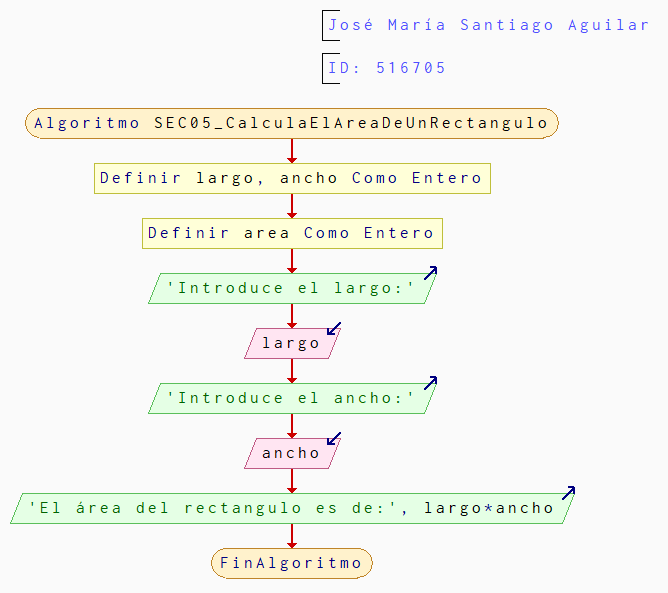 José María Santiago Aguilar
ID: 516705
Algoritmo SEC05_CalculaElAreaDeUnRectangulo
Definir largo, ancho Como Entero
Definir area Como Entero
'Introduce el largo:'
largo
'Introduce el ancho:'
ancho
'El área del rectangulo es de:', largo*ancho
FinAlgoritmo